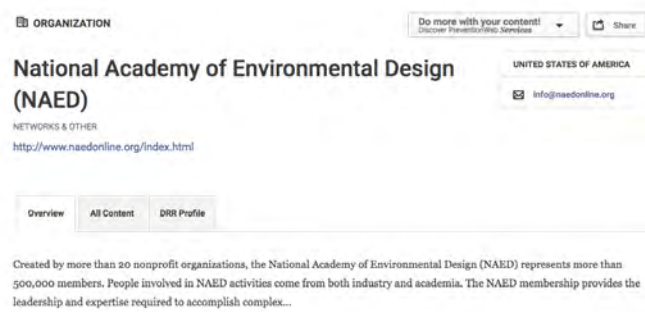 ORGANIZATION
Do more with your content!
Discover PreventionWeb Services
Share
National Academy of Environmental Design
(NAED)
UNITED STATES OF AMERICA
info@naedonline.org
NETWORKS & OTHER
http://www.naedonline.org/index.html
Overview All Content DRR Profile
Created by more than 20 nonprofit organizations, the National Academy of Environmental Design (NAED) represents more than
500,000 members. People involved in NAED activities come from both industry and academia. The NAED membership provides the
leadership and expertise required to accomplish complex...